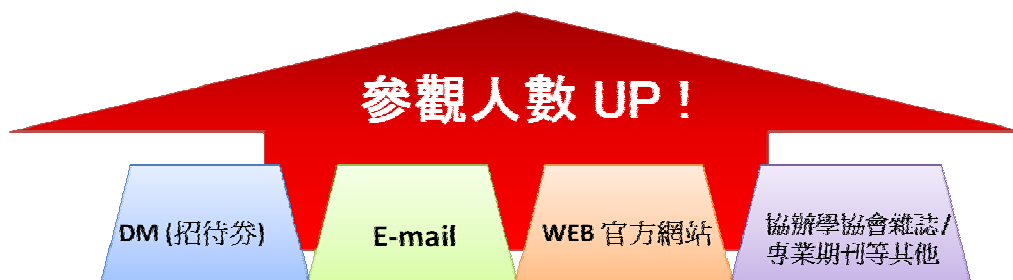 參觀人數 UP！
DM (招待券)
E-mail
WEB 官方網站
協辦學協會雜誌/
專業期刊等其他